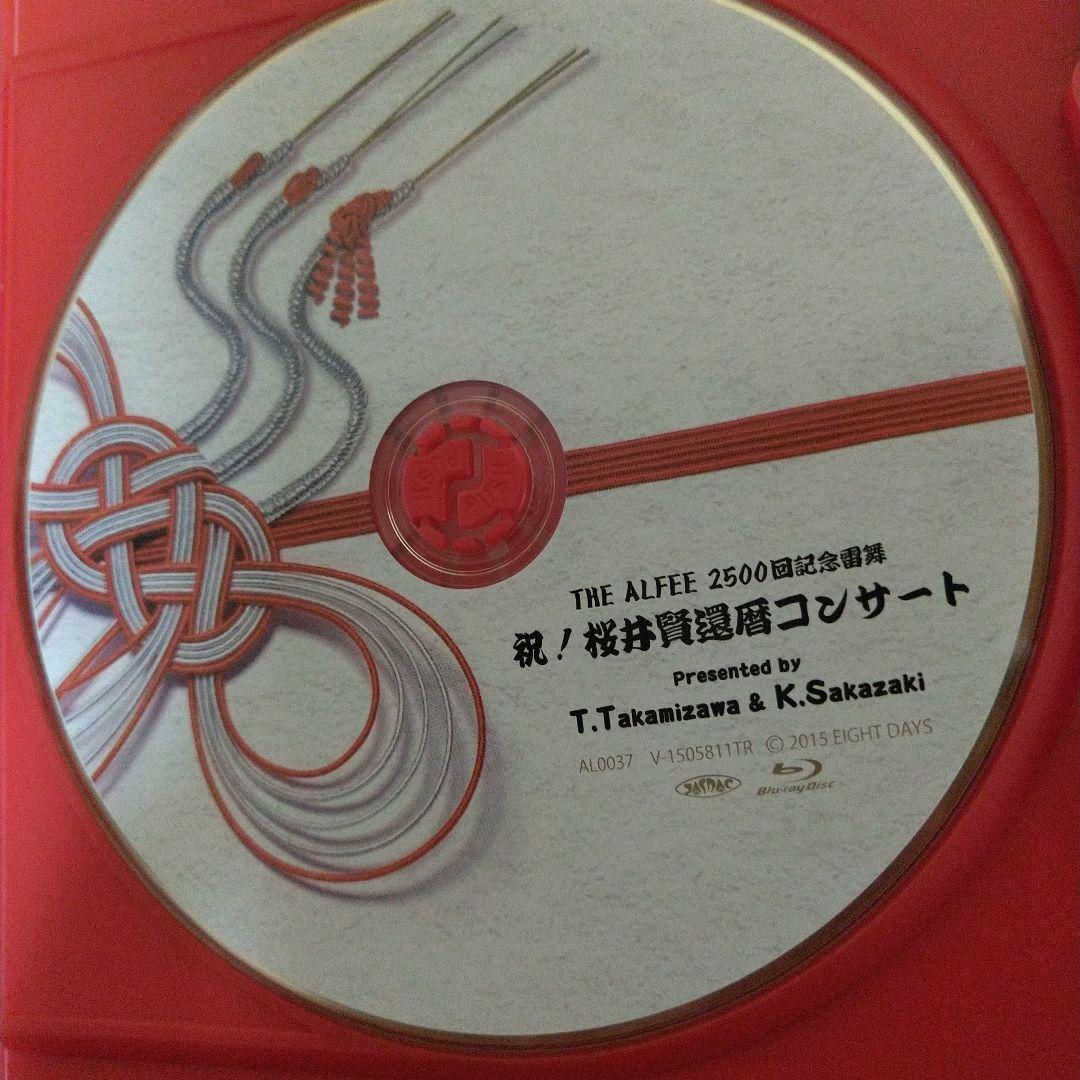 THE ALFEE 2500回記念雷舞
祝！桜井賢還暦コンサート
Presented by
T.Takamizawa & K.Sakazaki
AL0037 V-1505811TR © 2015 EIGHT DAYS
JASRAC Blu-ray Disc